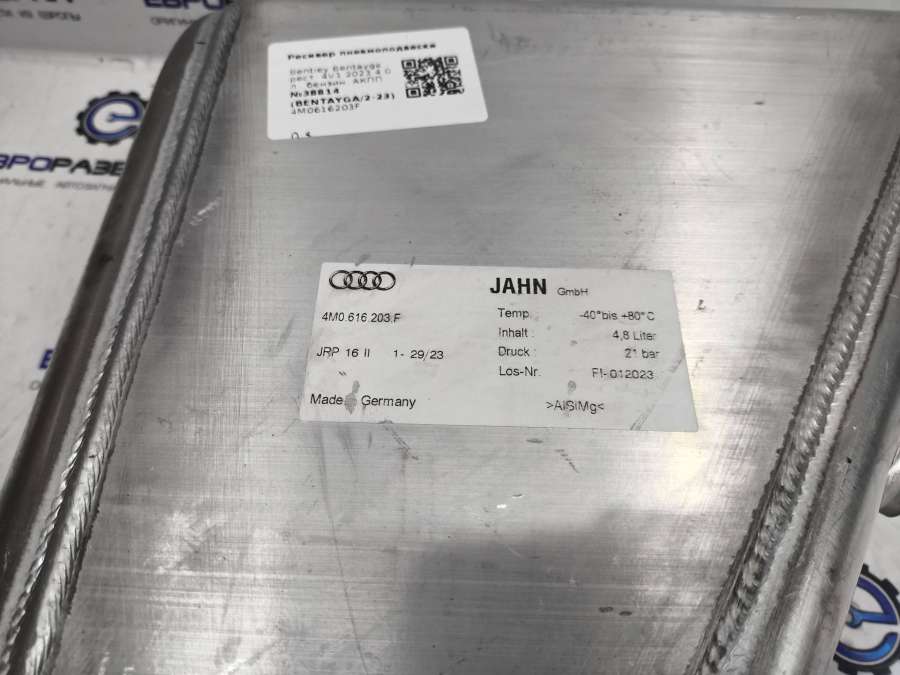 Ресивер пневмоподвески
Bentley Bentayga
рест. 4V1 2023 4.0
л. Бензин АКПП
№38814
(BENTAYGA/2-23)
4M0616203F
ЕВРОРАЗБ
JAHN GmbH
4M0.616.203.F
Temp. -40°bis +80°C
Inhalt : 4,8 Liter
JRP 16 II 1- 29/23
Druck : 21 bar
Los-Nr. FI-012023
Made Germany
>AlSiMg<